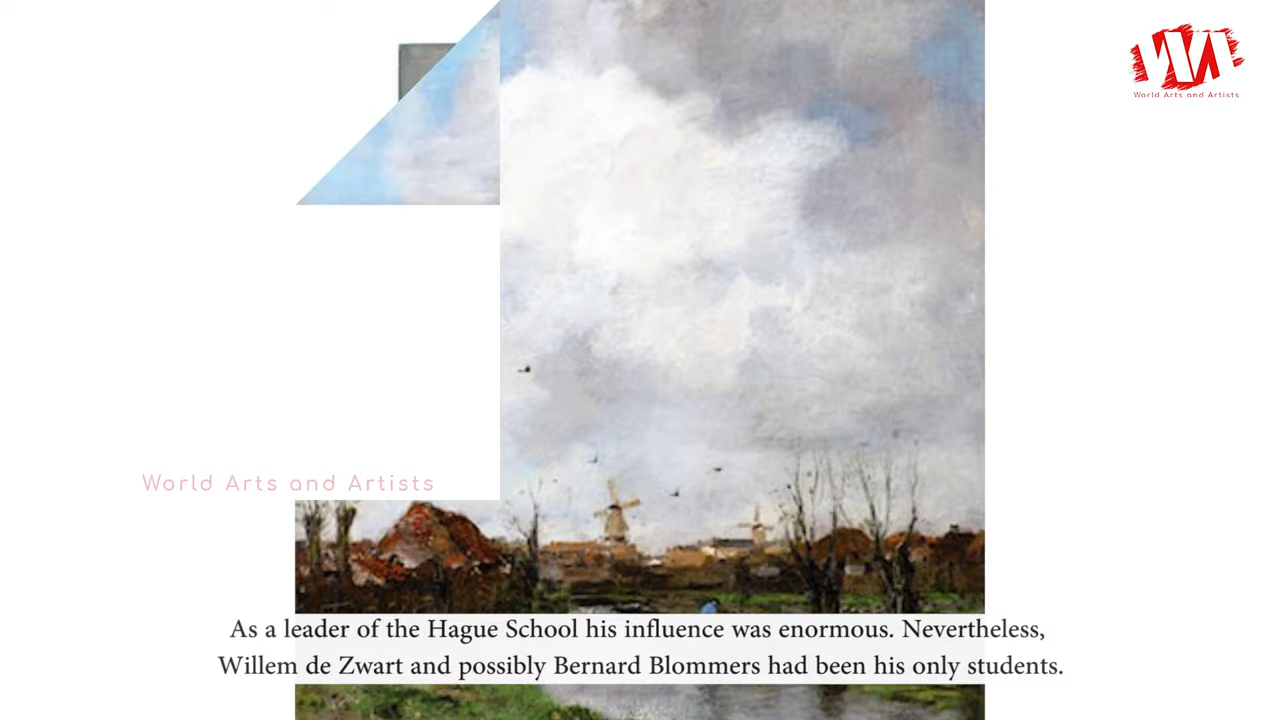 World Arts and Artists
World Arts and Artists
As a leader of the Hague School his influence was enormous. Nevertheless,
Willem de Zwart and possibly Bernard Blommers had been his only students.